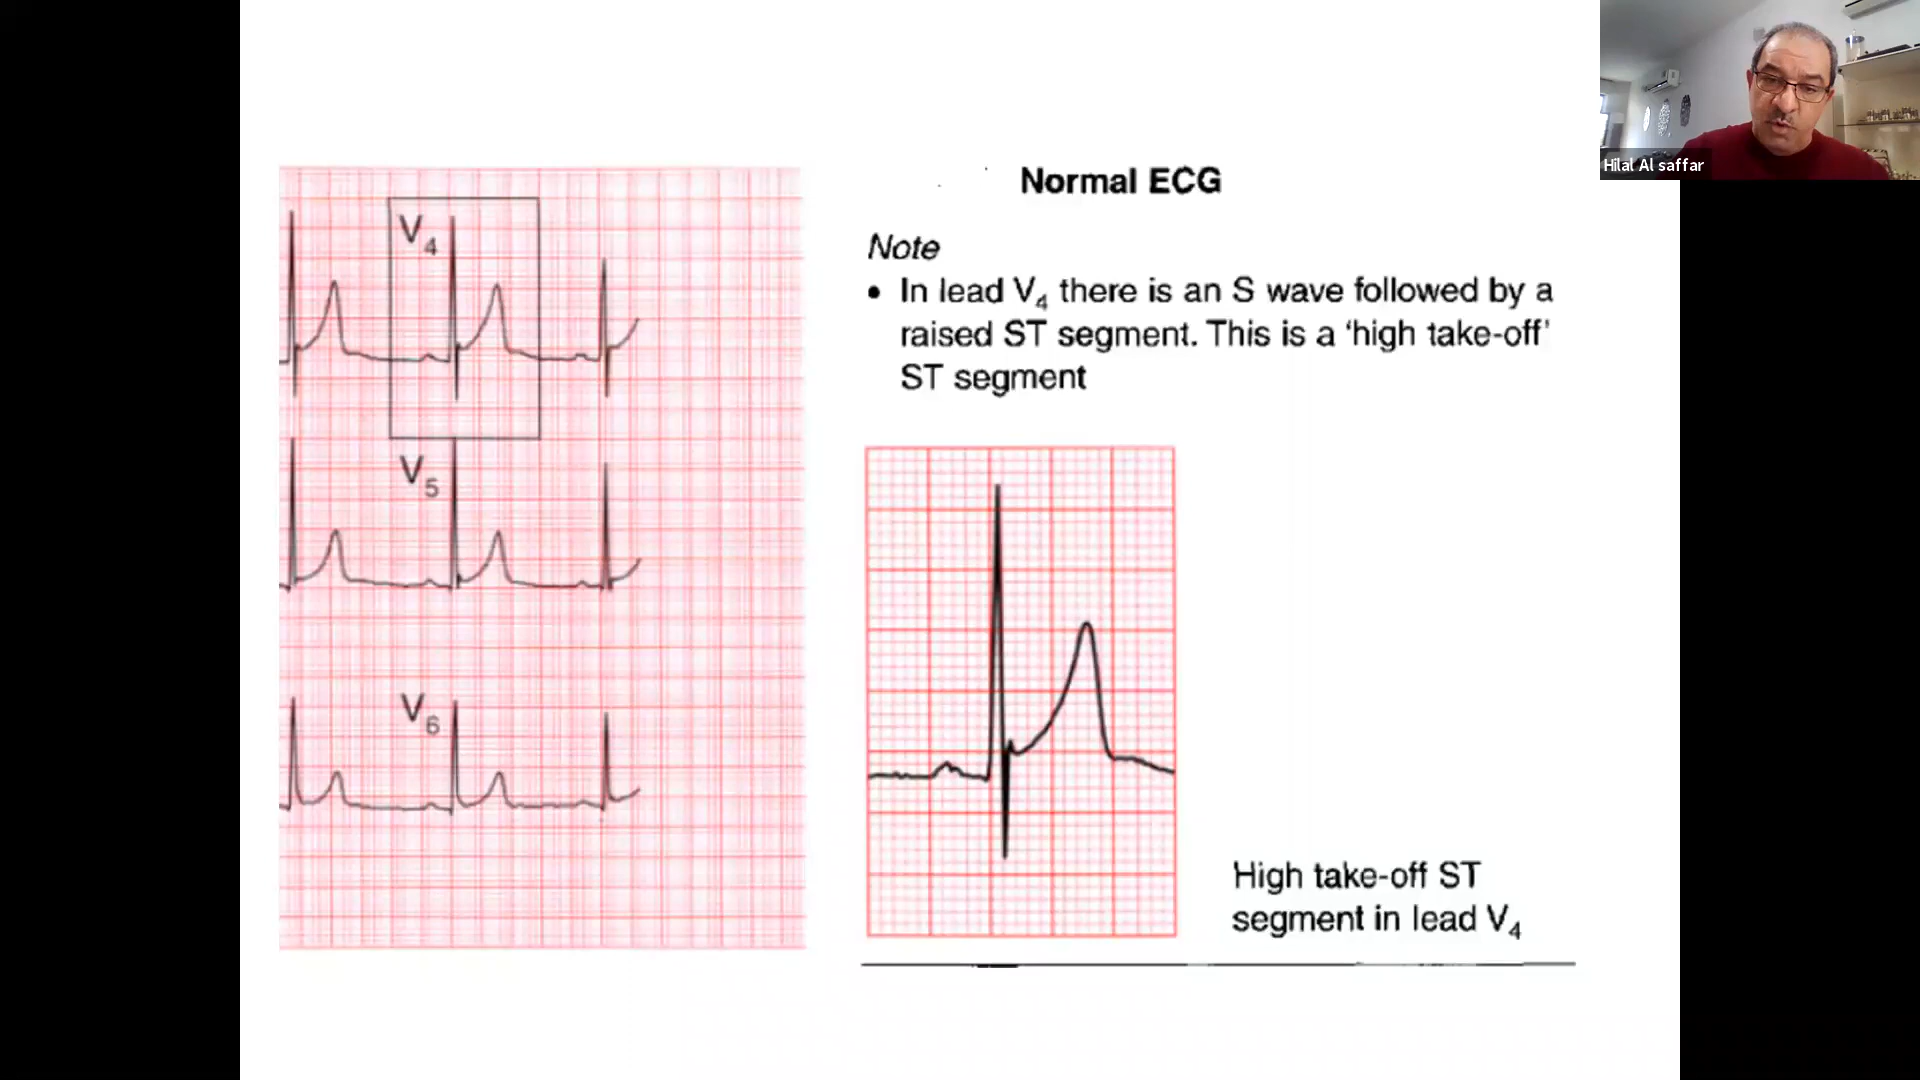 Hilal Al saffar
Normal ECG
Note
• In lead V₄ there is an S wave followed by a
raised ST segment. This is a ‘high take-off’
ST segment
V₄
V₅
V₆
High take-off ST
segment in lead V₄